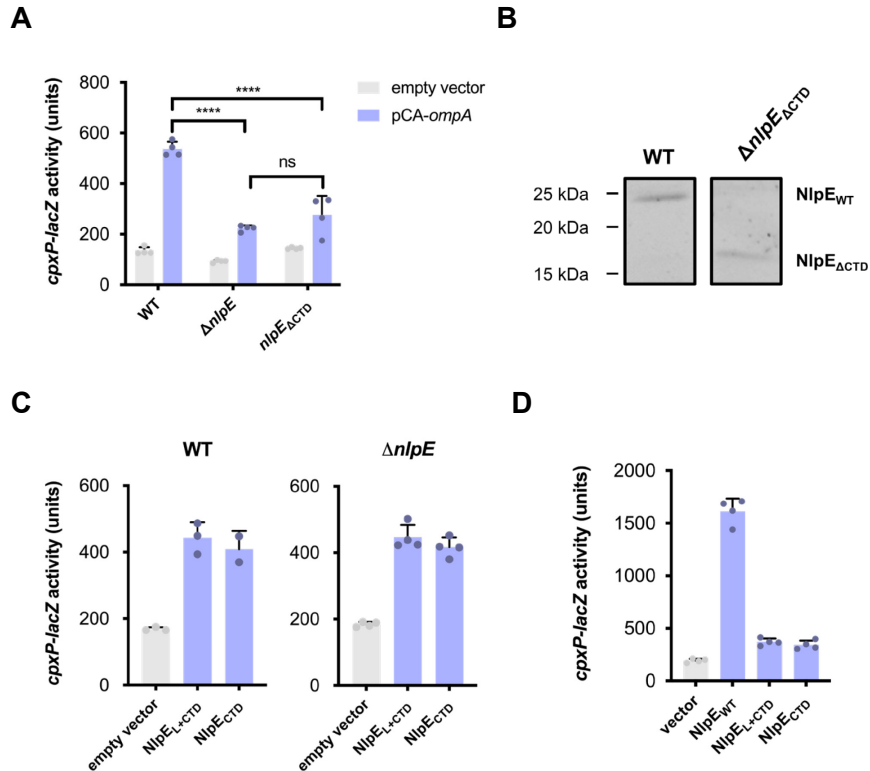 A
cpxP-lacZ activity (units)
800
600
400
200
0
****
****
ns
WT
ΔnlpE
nlpEΔCTD
empty vector
pCA-ompA
B
WT
ΔnlpEΔCTD
25 kDa
20 kDa
15 kDa
NlpEWT
NlpEΔCTD
C
WT
cpxP-lacZ activity (units)
600
400
200
0
empty vector
NlpEL+CTD
NlpECTD
ΔnlpE
600
400
200
0
empty vector
NlpEL+CTD
NlpECTD
D
cpxP-lacZ activity (units)
2000
1500
1000
500
0
vector
NlpEWT
NlpEL+CTD
NlpECTD